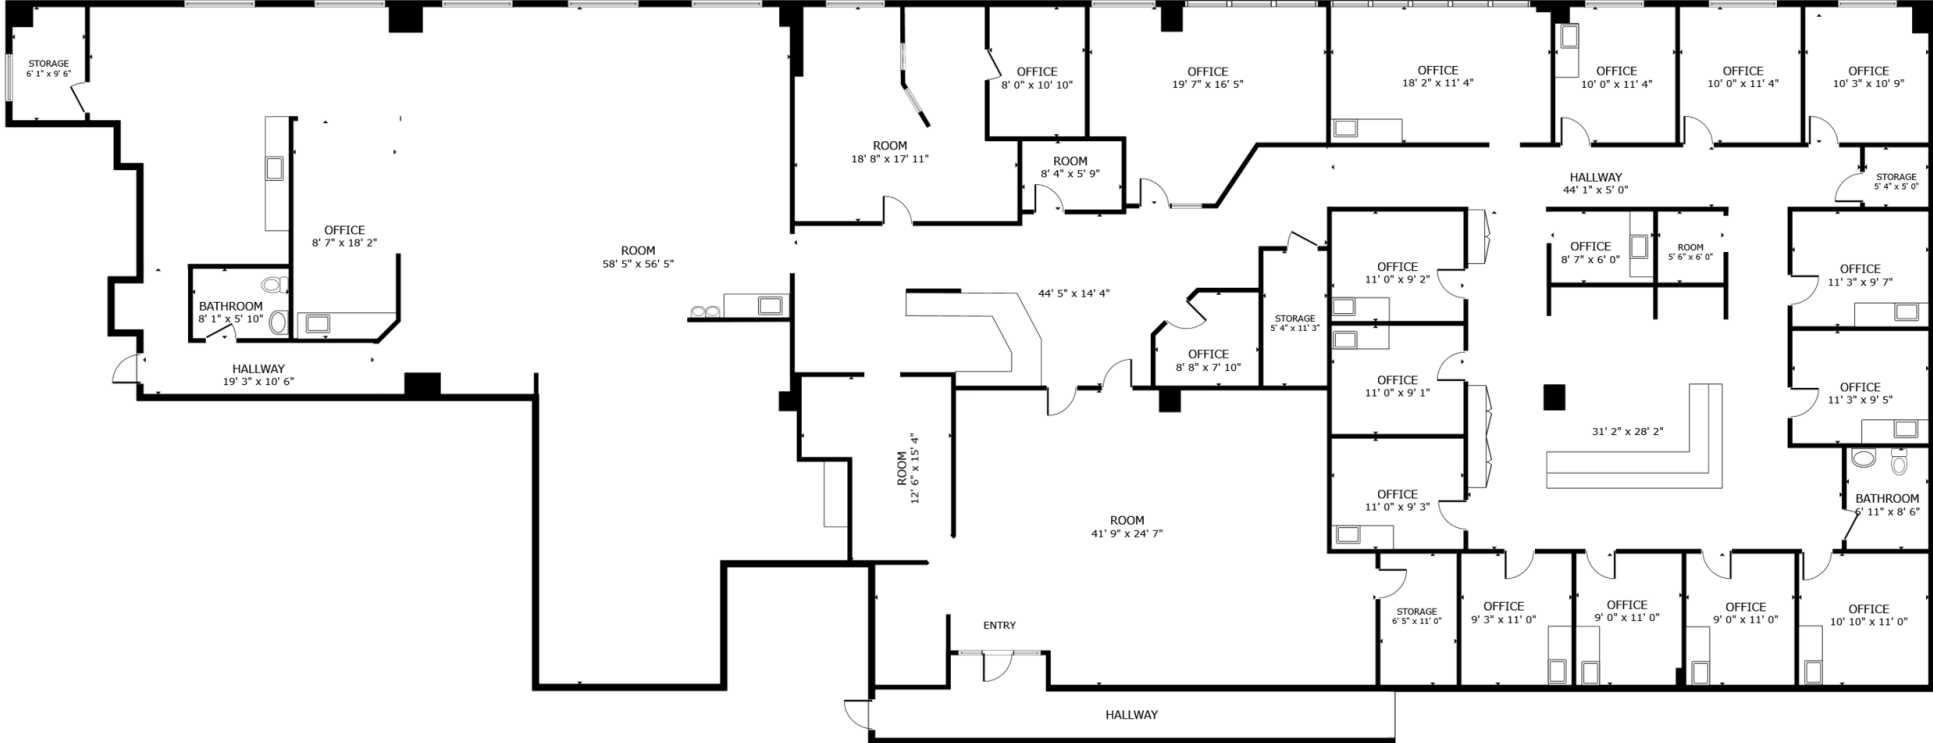 STORAGE
6' 1" x 9' 6"
OFFICE
8' 0" x 10' 10"
OFFICE
19' 7" x 16' 5"
OFFICE
18' 2" x 11' 4"
OFFICE
10' 0" x 11' 4"
OFFICE
10' 0" x 11' 4"
OFFICE
10' 3" x 10' 9"
ROOM
18' 8" x 17' 11"
ROOM
8' 4" x 5' 9"
HALLWAY
44' 1" x 5' 0"
STORAGE
5' 4" x 5' 0"
OFFICE
8' 7" x 18' 2"
ROOM
58' 5" x 56' 5"
OFFICE
11' 0" x 9' 2"
OFFICE
8' 7" x 6' 0"
ROOM
5' 6" x 6' 0"
OFFICE
11' 3" x 9' 7"
BATHROOM
8' 1" x 5' 10"
44' 5" x 14' 4"
STORAGE
5' 4" x 11' 3"
OFFICE
8' 8" x 7' 10"
HALLWAY
19' 3" x 10' 6"
OFFICE
11' 0" x 9' 1"
OFFICE
11' 3" x 9' 5"
31' 2" x 28' 2"
ROOM
12' 6" x 15' 4"
OFFICE
11' 0" x 9' 3"
BATHROOM
6' 11" x 8' 6"
ROOM
41' 9" x 24' 7"
ENTRY
STORAGE
6' 5" x 11' 0"
OFFICE
9' 3" x 11' 0"
OFFICE
9' 0" x 11' 0"
OFFICE
9' 0" x 11' 0"
OFFICE
10' 10" x 11' 0"
HALLWAY